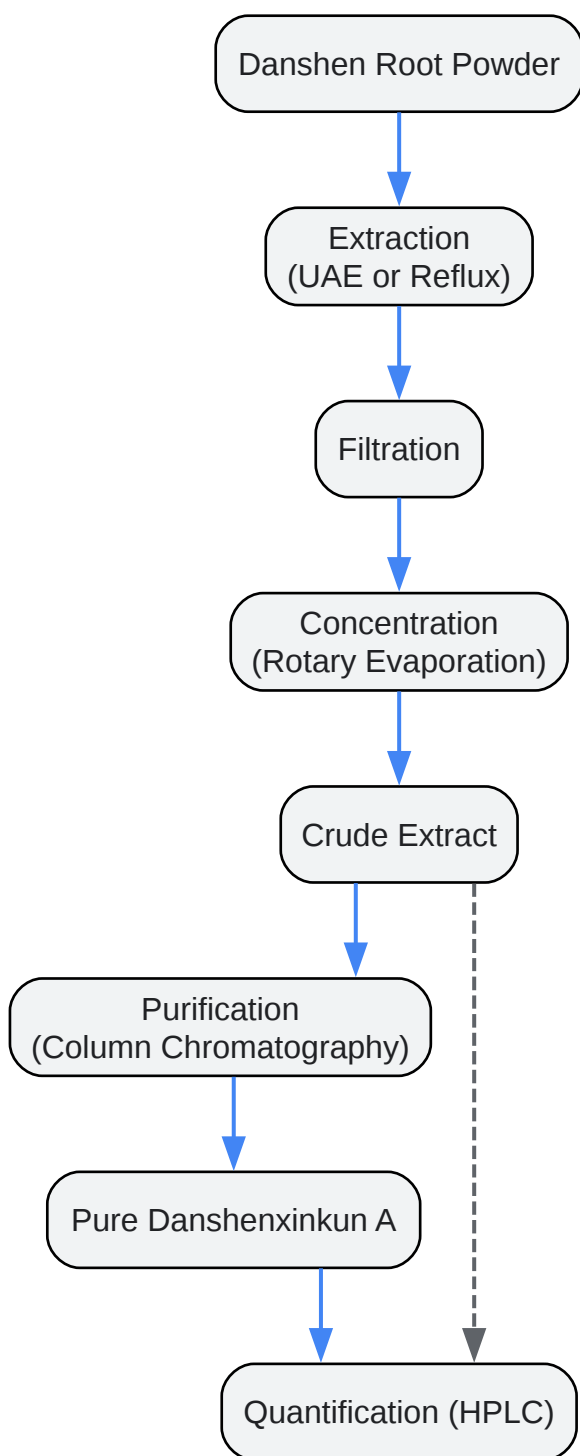 Danshen Root Powder
Extraction
(UAE or Reflux)
Filtration
Concentration
(Rotary Evaporation)
Crude Extract
Purification
(Column Chromatography)
Pure Danshenxinkun A
Quantification (HPLC)